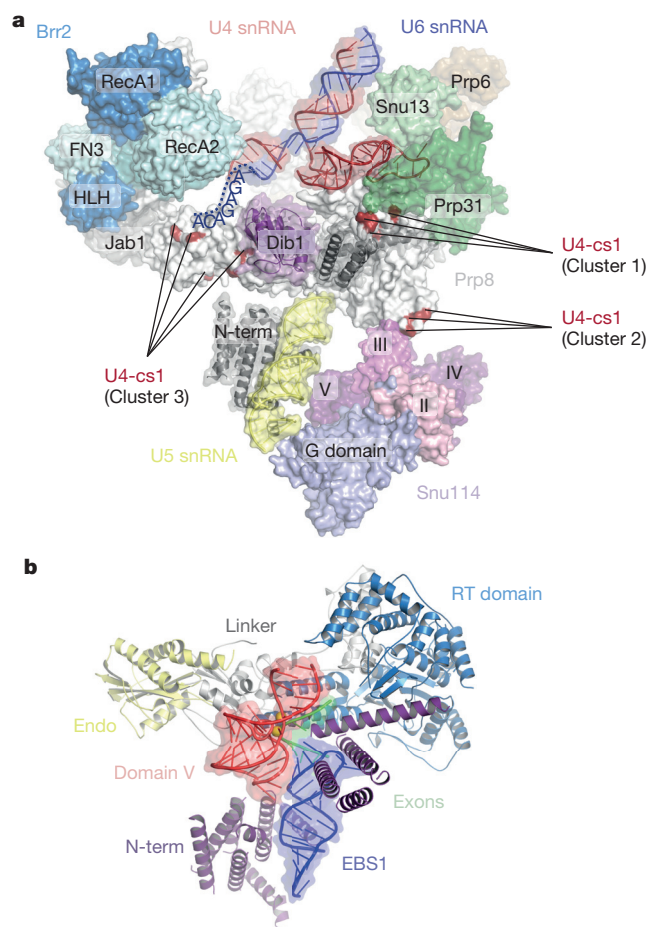 a
Brr2
U4 snRNA
U6 snRNA
RecA1
Snu13
Prp6
FN3
RecA2
HLH
Prp31
ACAGAGA
Jab1
Dib1
U4-cs1
(Cluster 1)
Prp8
N-term
U4-cs1
(Cluster 2)
III
U4-cs1
(Cluster 3)
V
IV
II
U5 snRNA
G domain
Snu114
b
RT domain
Linker
Endo
Domain V
Exons
N-term
EBS1